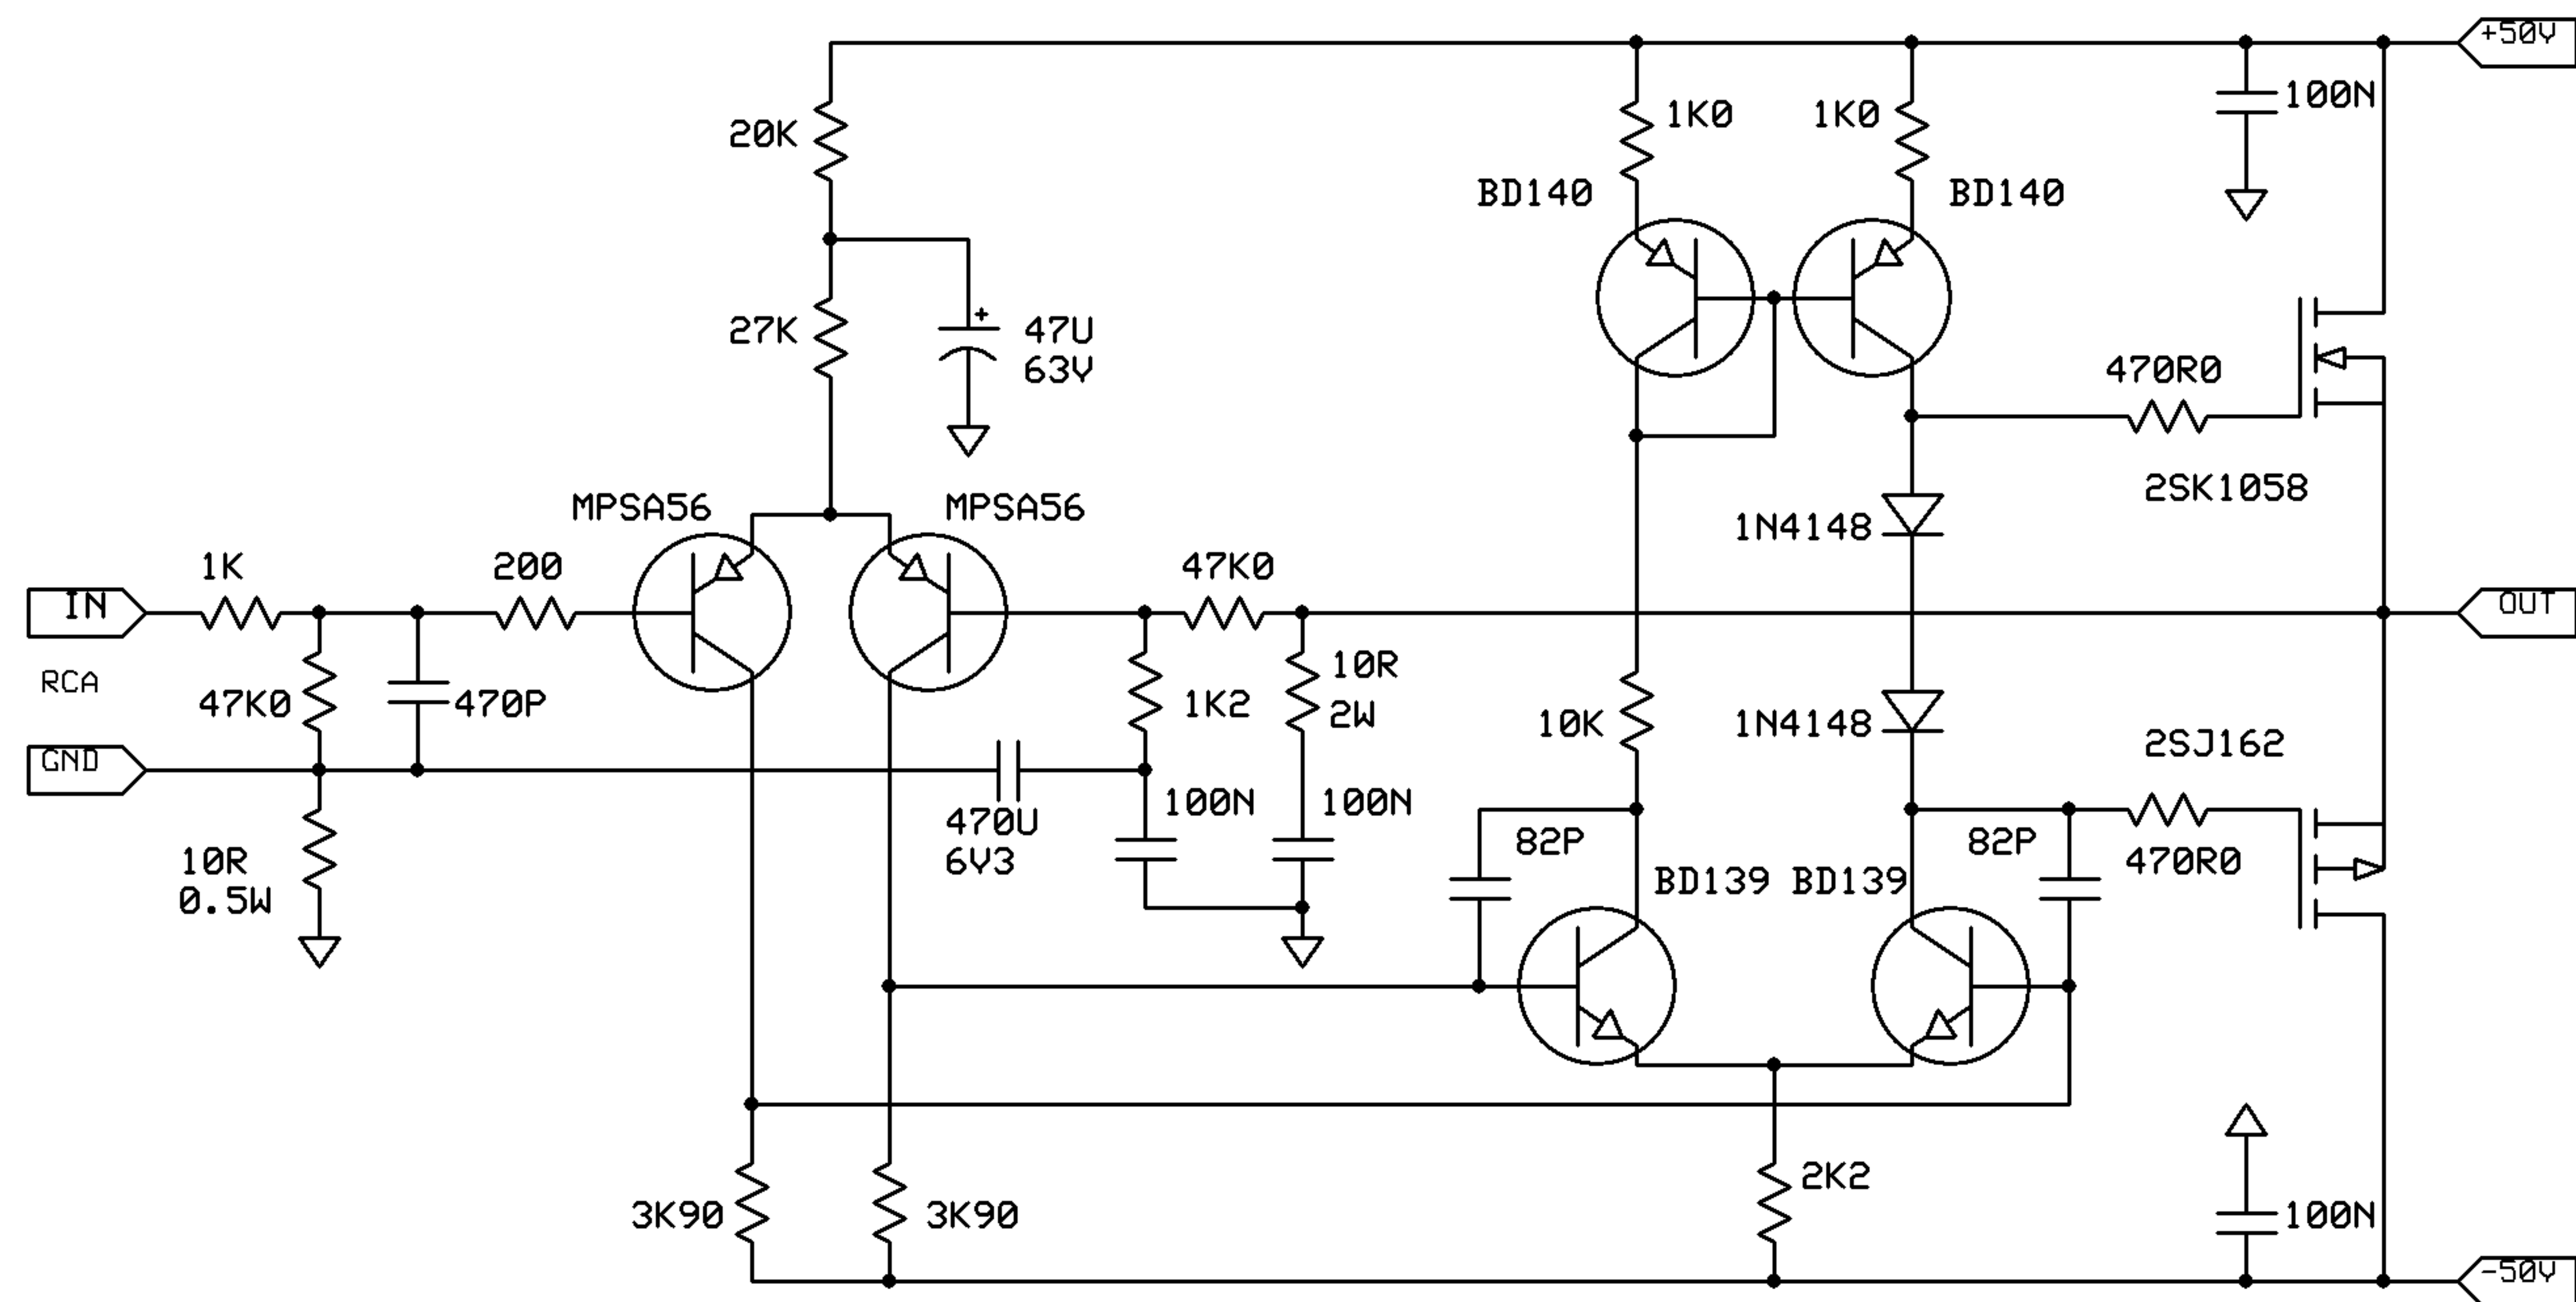 +50V
20K
1K0
1K0
100N
BD140
BD140
27K
47U
63V
470R0
2SK1058
MPSA56
MPSA56
1N4148
1K
200
47K0
IN
OUT
RCA
47K0
470P
1K2
10R
2W
10K
1N4148
2SJ162
GND
470U
6V3
100N
100N
82P
82P
470R0
10R
0.5W
BD139
BD139
2K2
3K90
3K90
100N
-50V